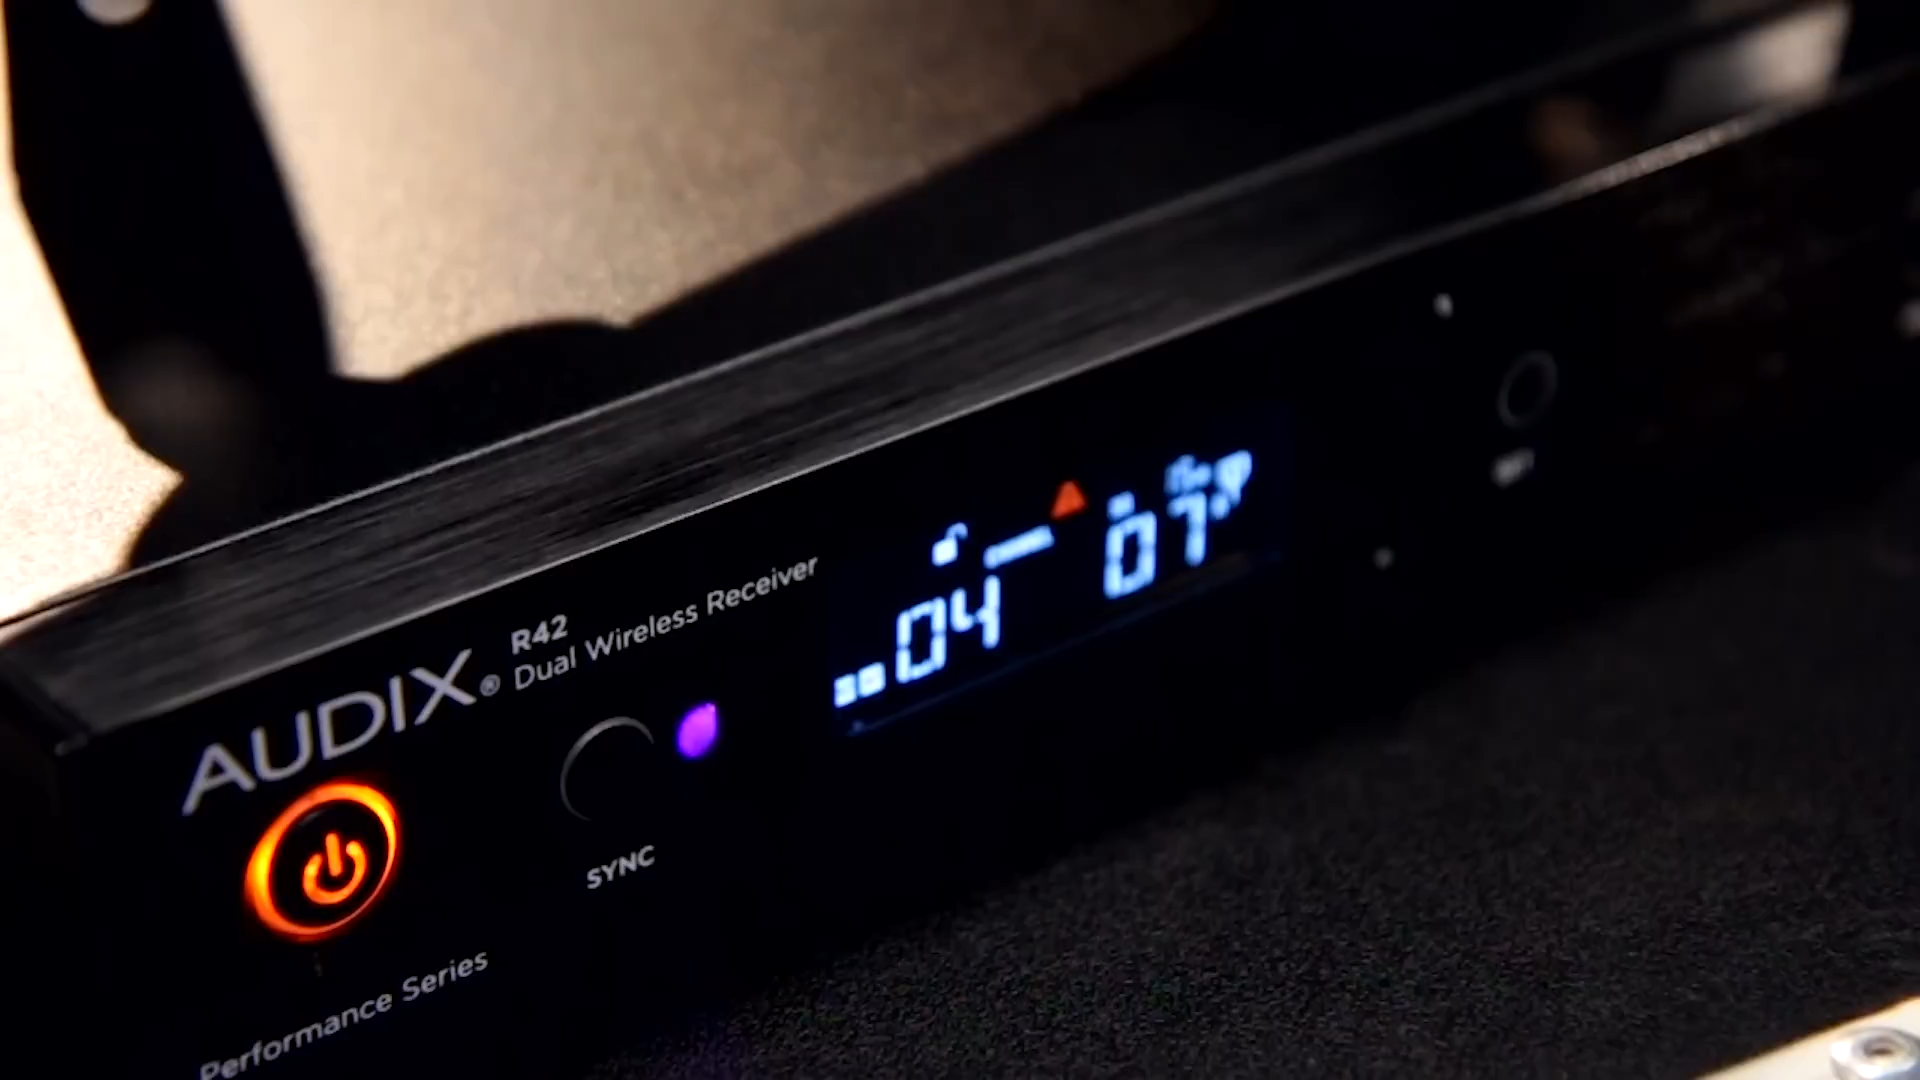 AUDIX®
R42
Dual Wireless Receiver
04
07
SYNC
Performance Series